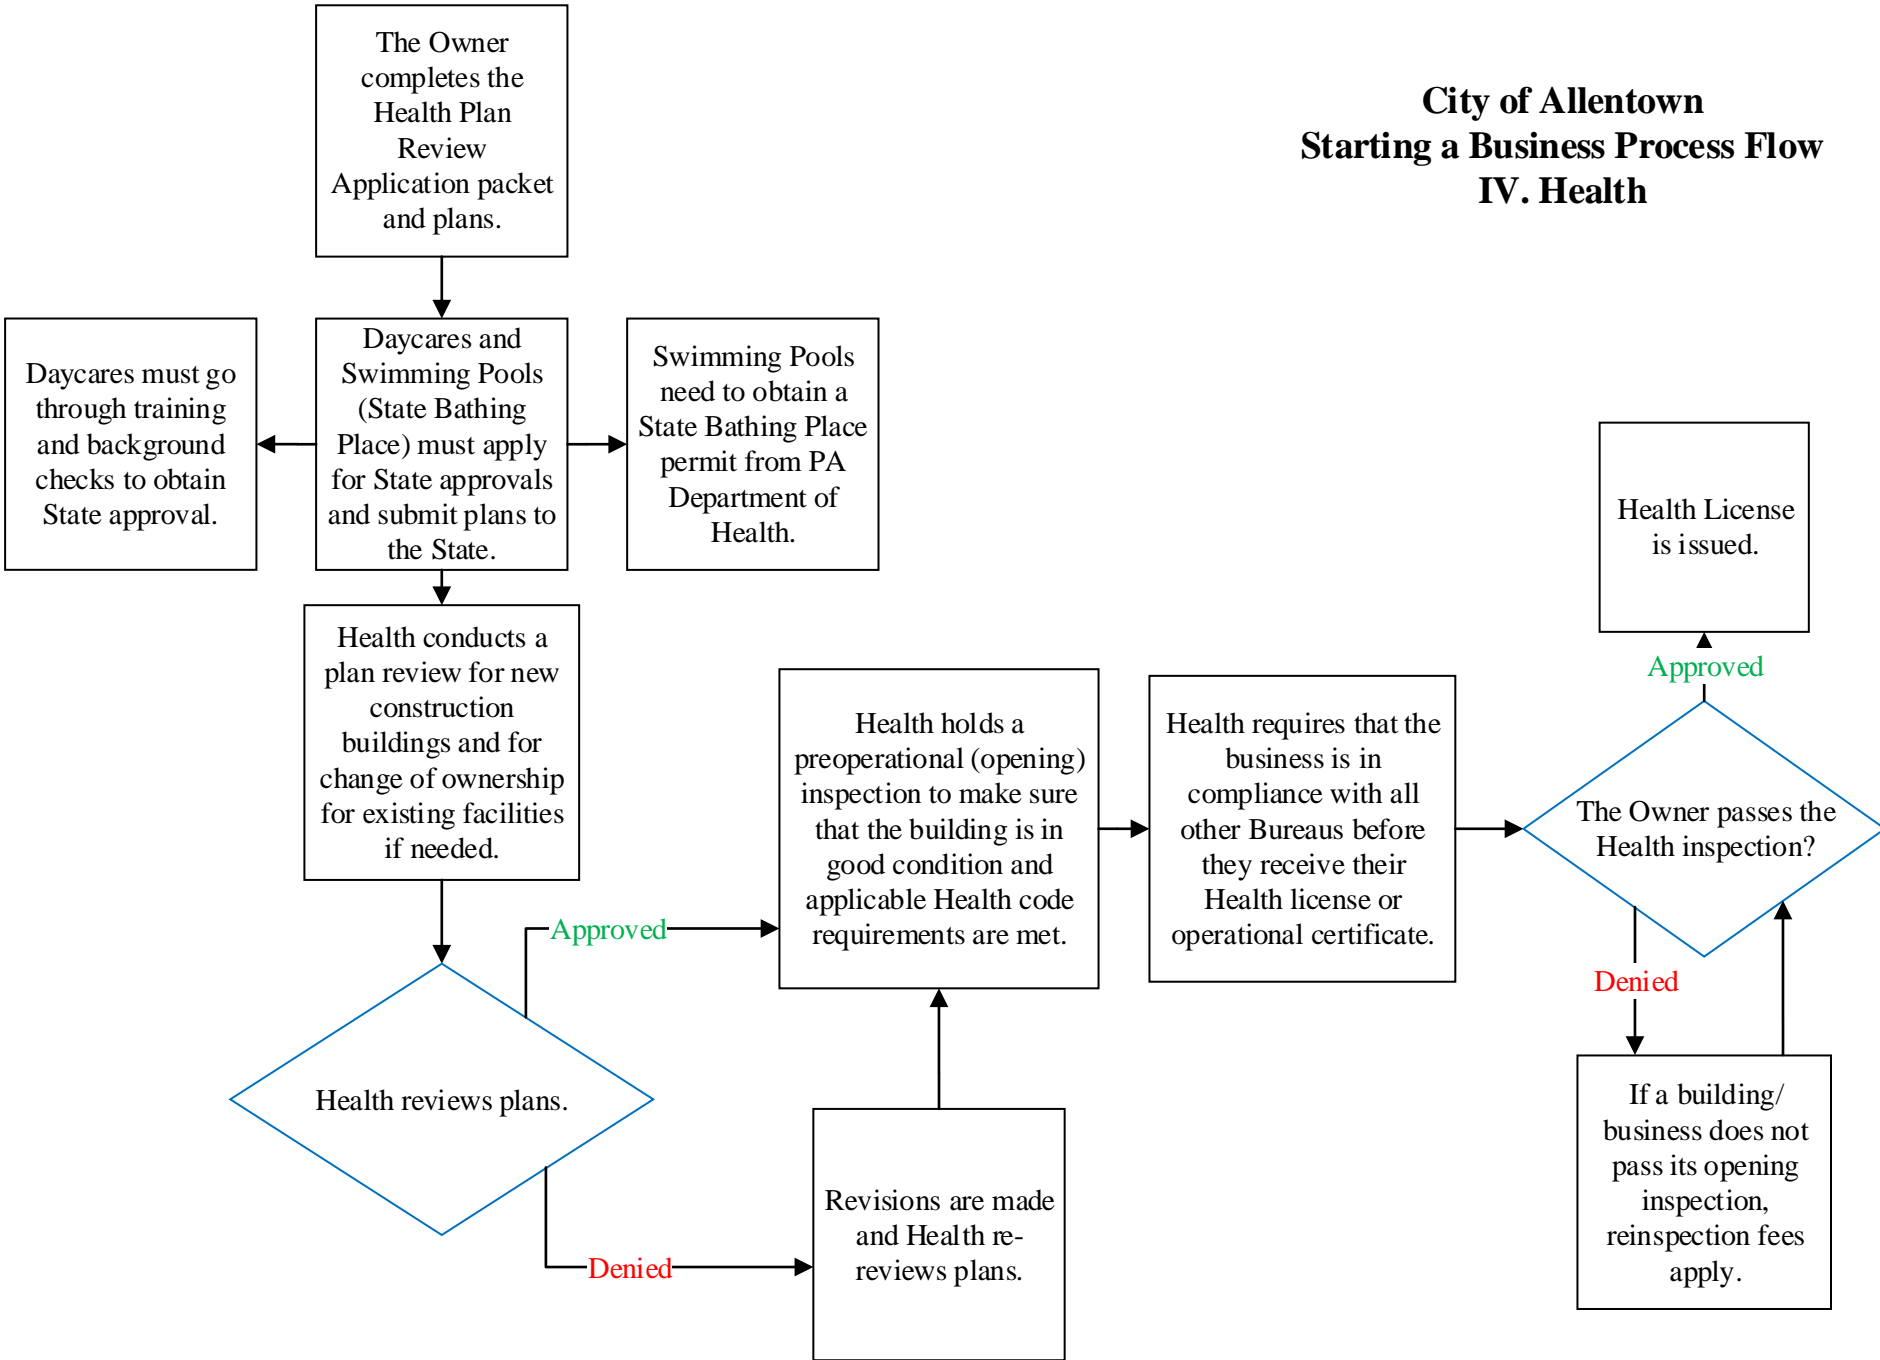 The Owner
completes the
Health Plan
Review
Application packet
and plans.
City of Allentown
Starting a Business Process Flow
IV. Health
Daycares must go
through training
and background
checks to obtain
State approval.
Daycares and
Swimming Pools
(State Bathing
Place) must apply
for State approvals
and submit plans to
the State.
Swimming Pools
need to obtain a
State Bathing Place
permit from PA
Department of
Health.
Health conducts a
plan review for new
construction
buildings and for
change of ownership
for existing facilities
if needed.
Health reviews plans.
Approved
Denied
Revisions are made
and Health re-
reviews plans.
Health holds a
preoperational (opening)
inspection to make sure
that the building is in
good condition and
applicable Health code
requirements are met.
Health requires that the
business is in
compliance with all
other Bureaus before
they receive their
Health license or
operational certificate.
The Owner passes the
Health inspection?
Approved
Health License
is issued.
Denied
If a building/
business does not
pass its opening
inspection,
reinspection fees
apply.